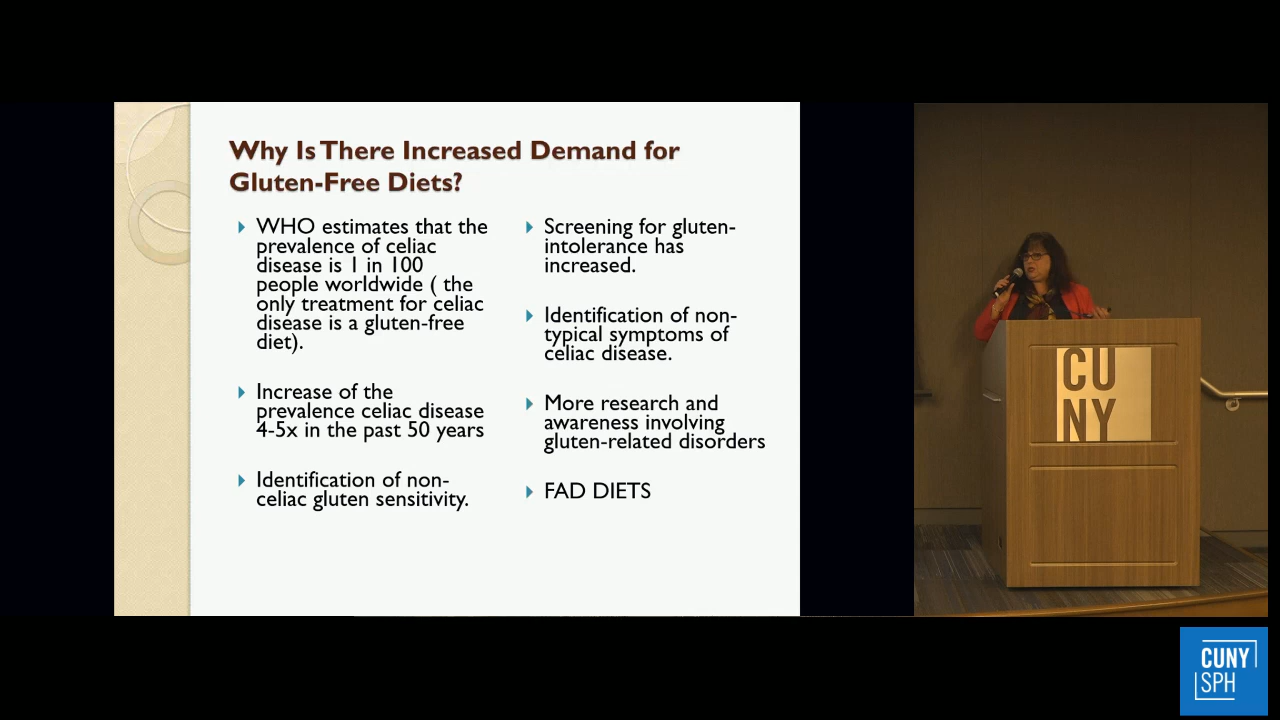 Why Is There Increased Demand for
Gluten-Free Diets?
WHO estimates that the
prevalence of celiac
disease is 1 in 100
people worldwide ( the
only treatment for celiac
disease is a gluten-free
diet).
Increase of the
prevalence celiac disease
4-5x in the past 50 years
Identification of non-
celiac gluten sensitivity.
Screening for gluten-
intolerance has
increased.
Identification of non-
typical symptoms of
celiac disease.
More research and
awareness involving
gluten-related disorders
FAD DIETS
CU
NY
CUNY
SPH